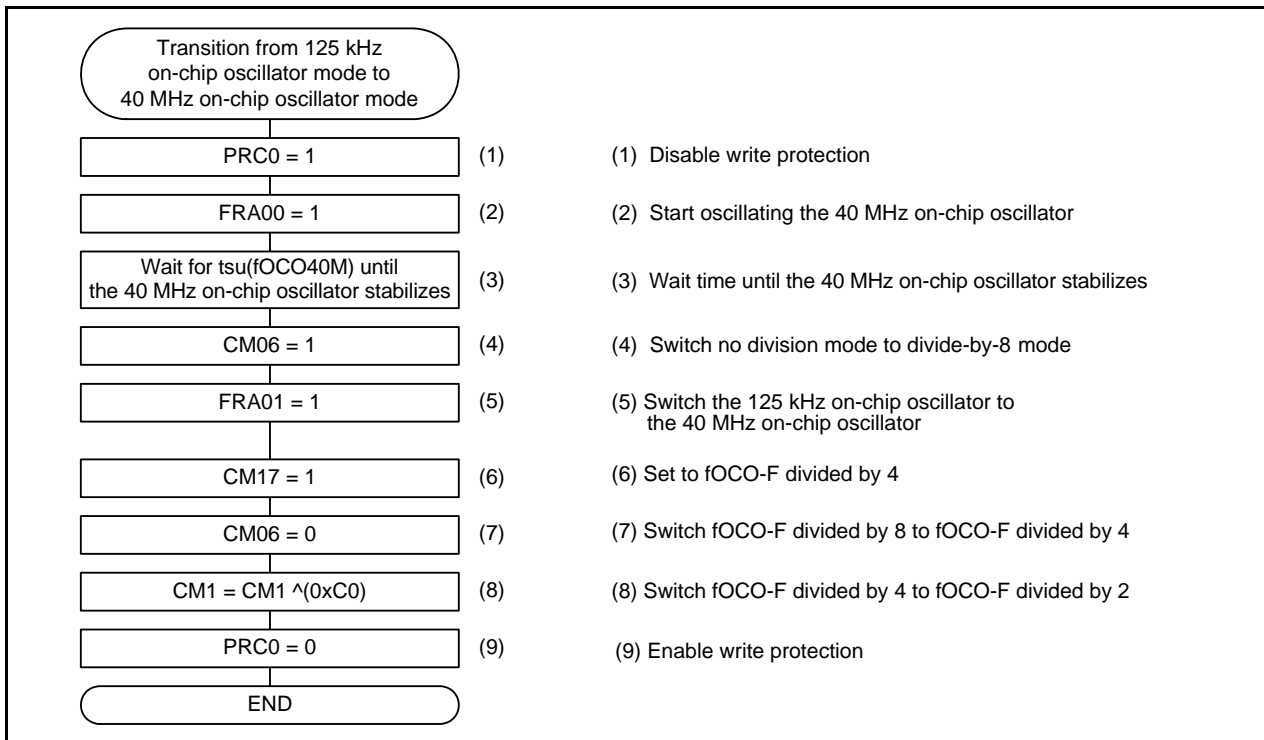 Transition from 125 kHz
on-chip oscillator mode to
40 MHz on-chip oscillator mode
PRC0 = 1 (1) (1) Disable write protection
FRA00 = 1 (2) (2) Start oscillating the 40 MHz on-chip oscillator
Wait for tsu(fOCO40M) until
the 40 MHz on-chip oscillator stabilizes (3) (3) Wait time until the 40 MHz on-chip oscillator stabilizes
CM06 = 1 (4) (4) Switch no division mode to divide-by-8 mode
FRA01 = 1 (5) (5) Switch the 125 kHz on-chip oscillator to
the 40 MHz on-chip oscillator
CM17 = 1 (6) (6) Set to fOCO-F divided by 4
CM06 = 0 (7) (7) Switch fOCO-F divided by 8 to fOCO-F divided by 4
CM1 = CM1 ^(0xC0) (8) (8) Switch fOCO-F divided by 4 to fOCO-F divided by 2
PRC0 = 0 (9) (9) Enable write protection
END